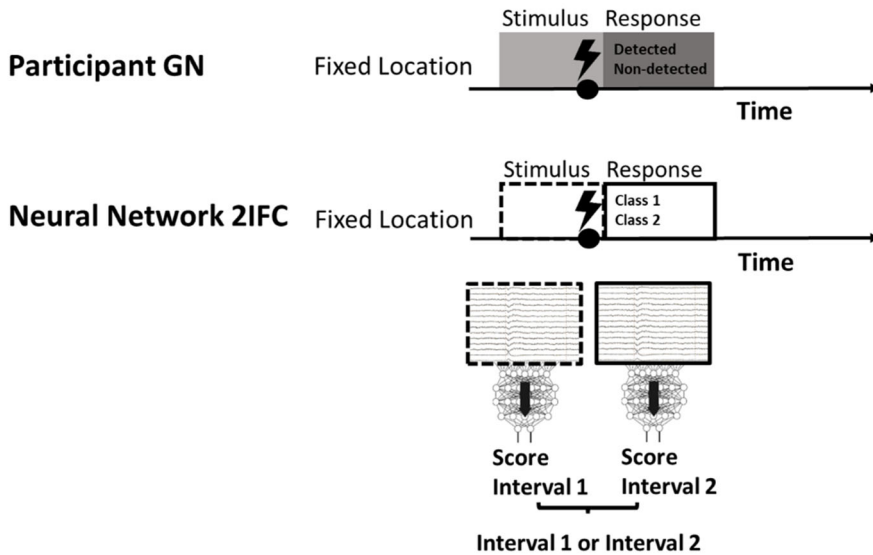 Stimulus Response
Participant GN
Fixed Location
Detected
Non-detected
Time
Stimulus Response
Neural Network 2IFC
Fixed Location
Class 1
Class 2
Time
Score
Interval 1
Score
Interval 2
Interval 1 or Interval 2